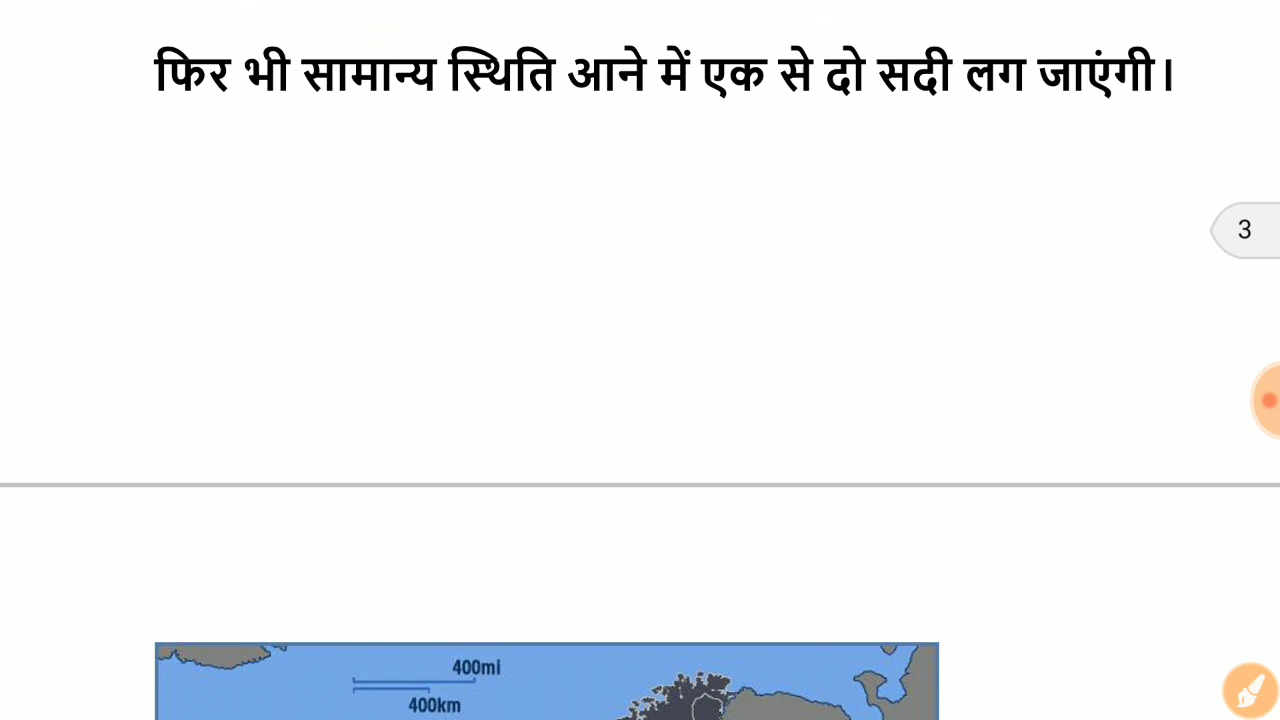 फिर भी सामान्य स्थिति आने में एक से दो सदी लग जाएंगी।
3
400mi
400km